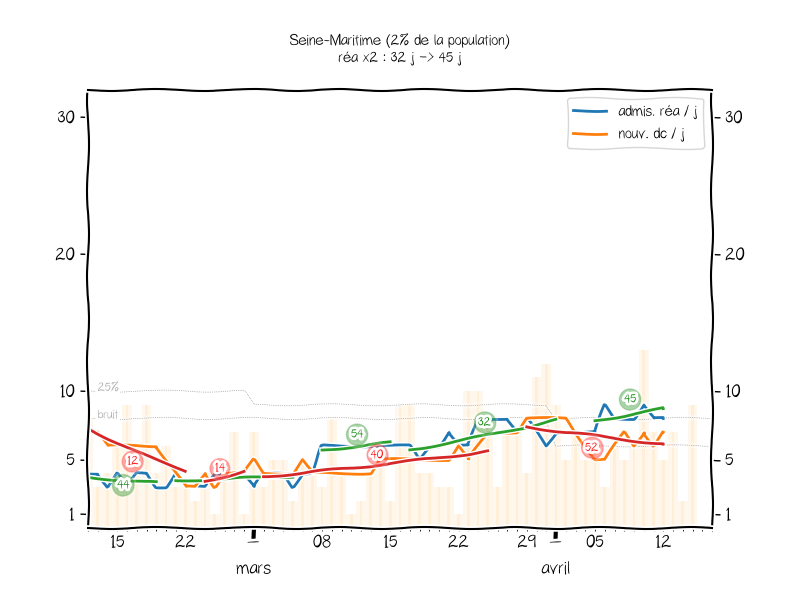 Seine-Maritime (2% de la population)
réa x2 : 32 j -> 45 j
admis. réa / j
nouv. dc / j
30 30
20 20
10 10
25%
bruit
5 5
1 1
12
44
14
54
40
32
52
45
15 22 1 08 15 22 29 1 05 12
mars avril